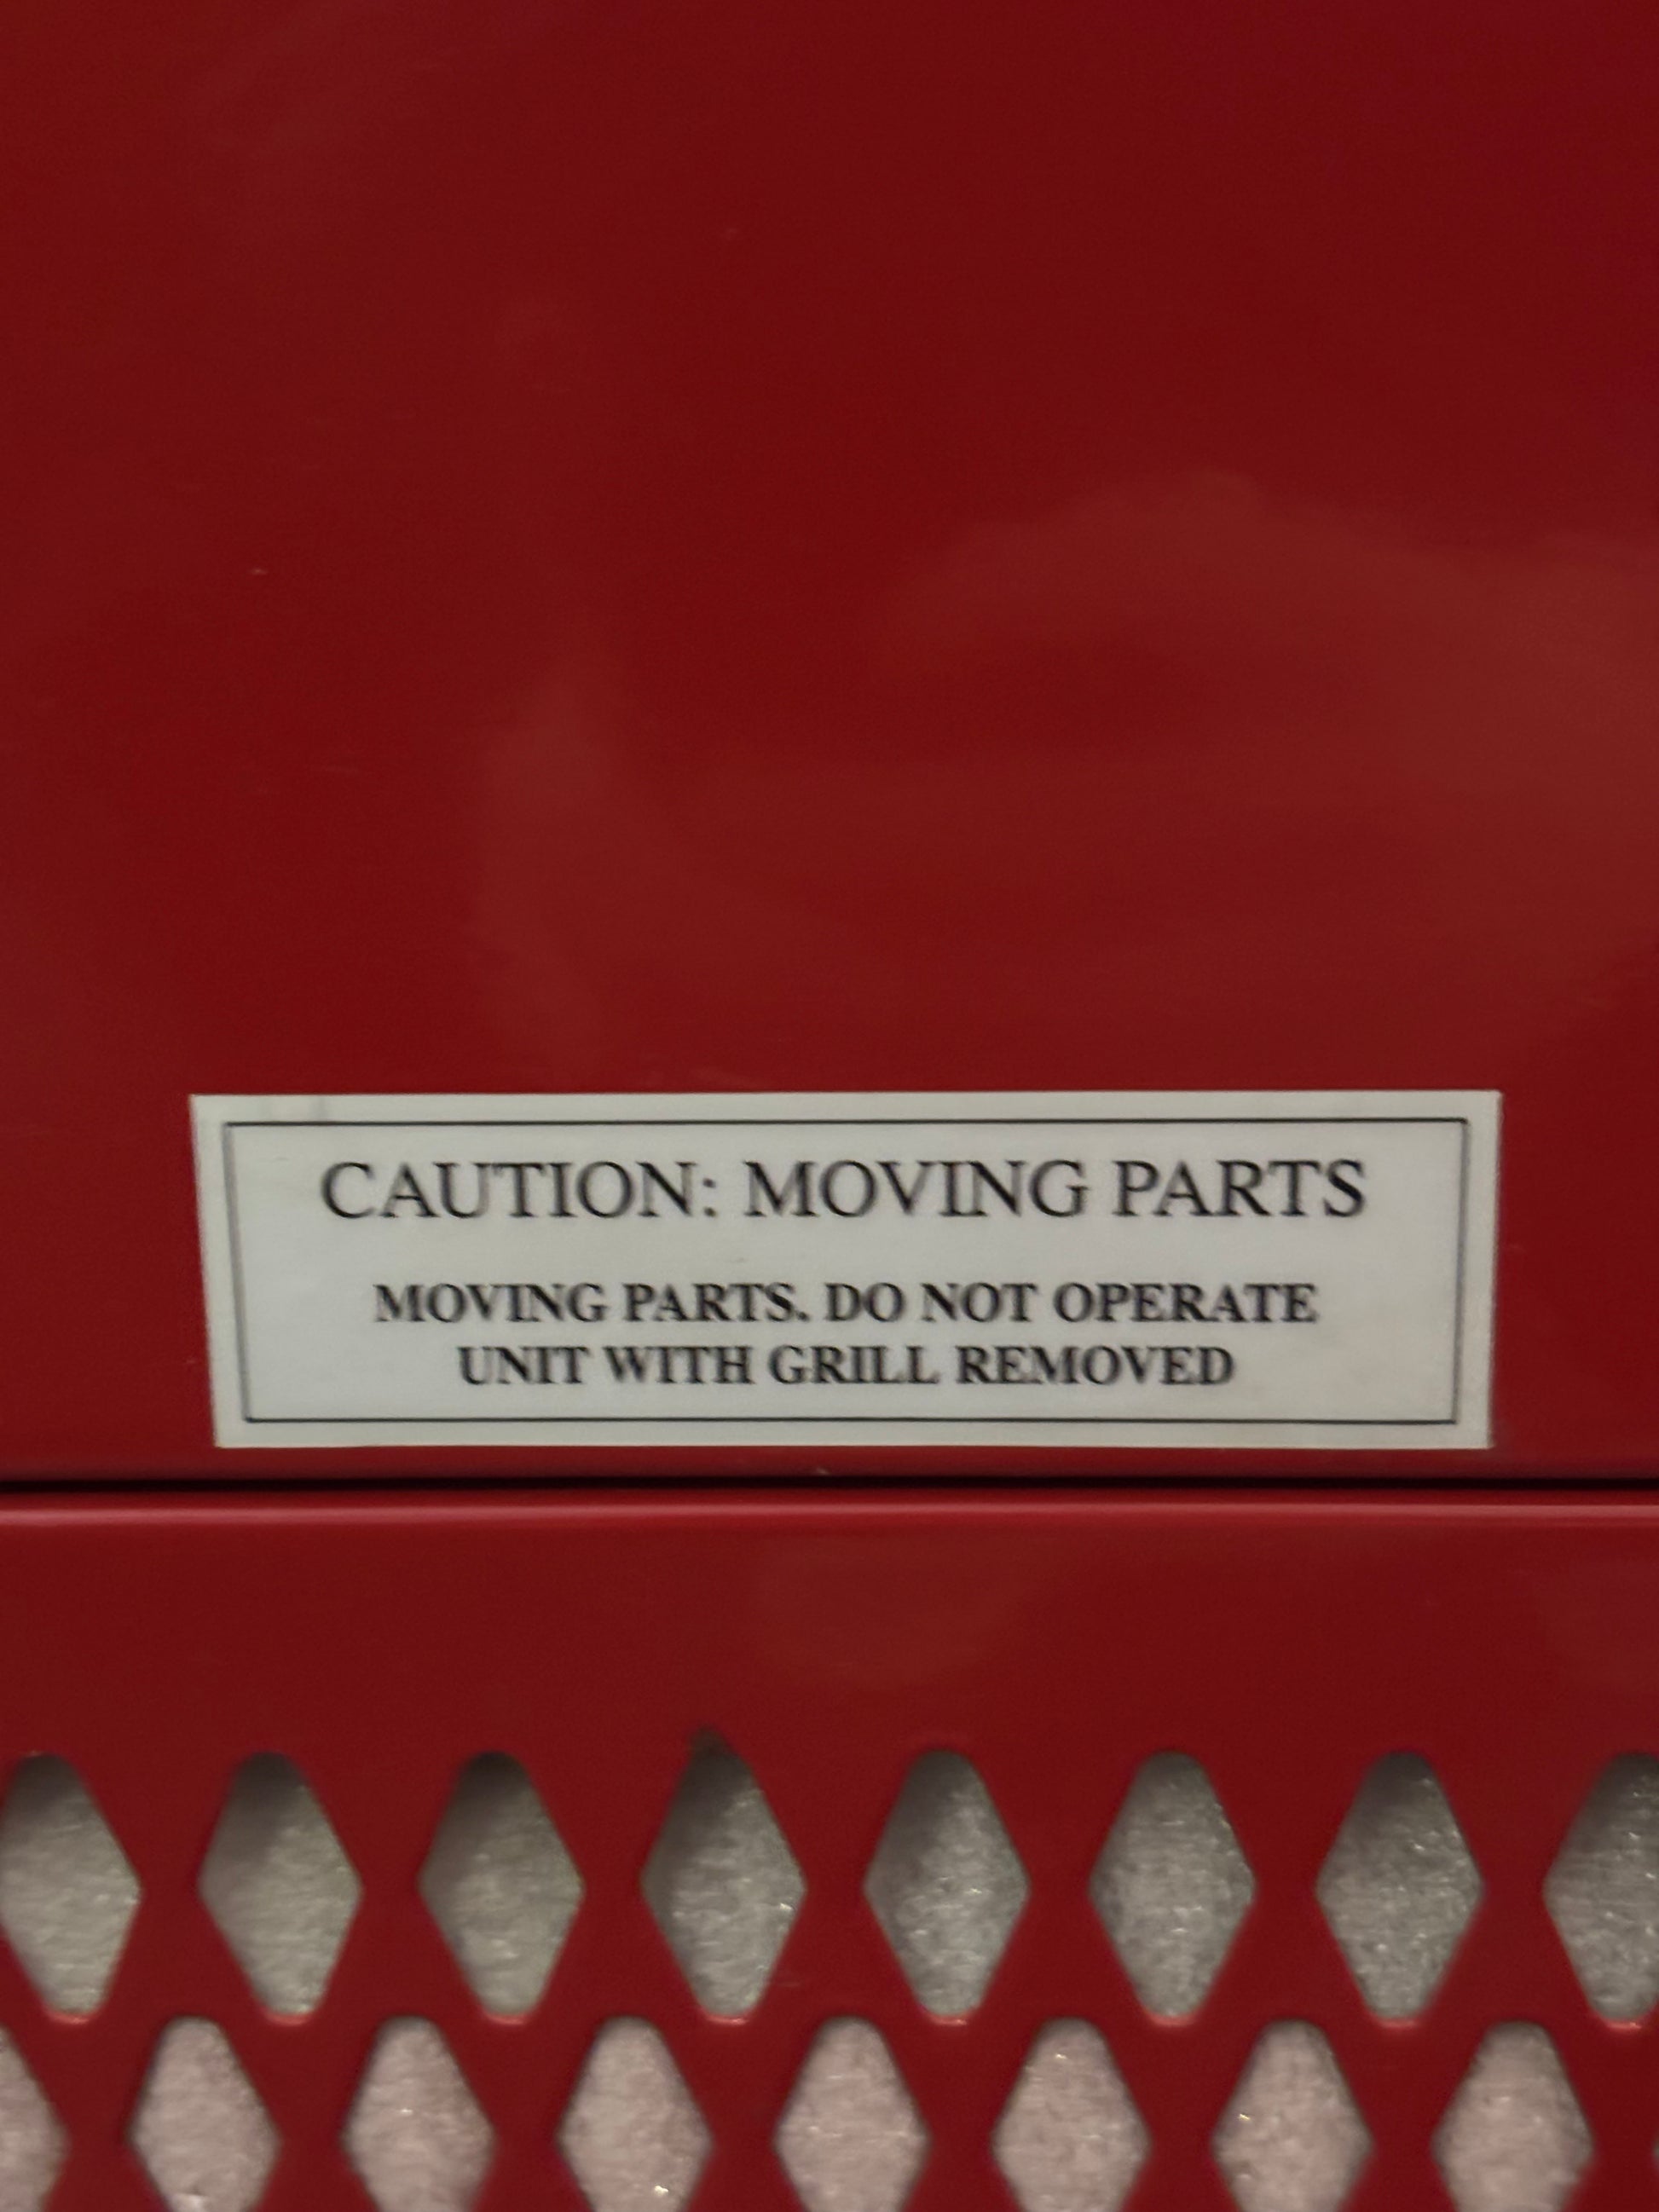 CAUTION: MOVING PARTS
MOVING PARTS. DO NOT OPERATE
UNIT WITH GRILL REMOVED